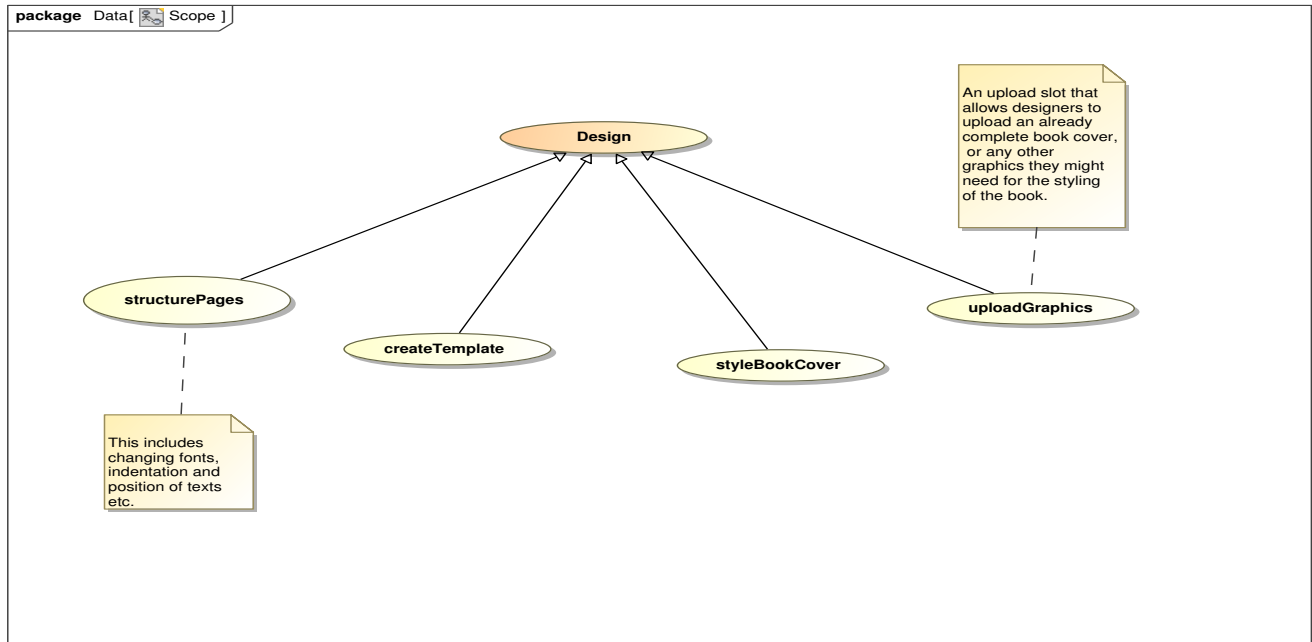 package Data[ Scope ]
Design
An upload slot that
allows designers to
upload an already
complete book cover,
or any other
graphics they might
need for the styling
of the book.
structurePages
uploadGraphics
createTemplate
styleBookCover
This includes
changing fonts,
indentation and
position of texts
etc.